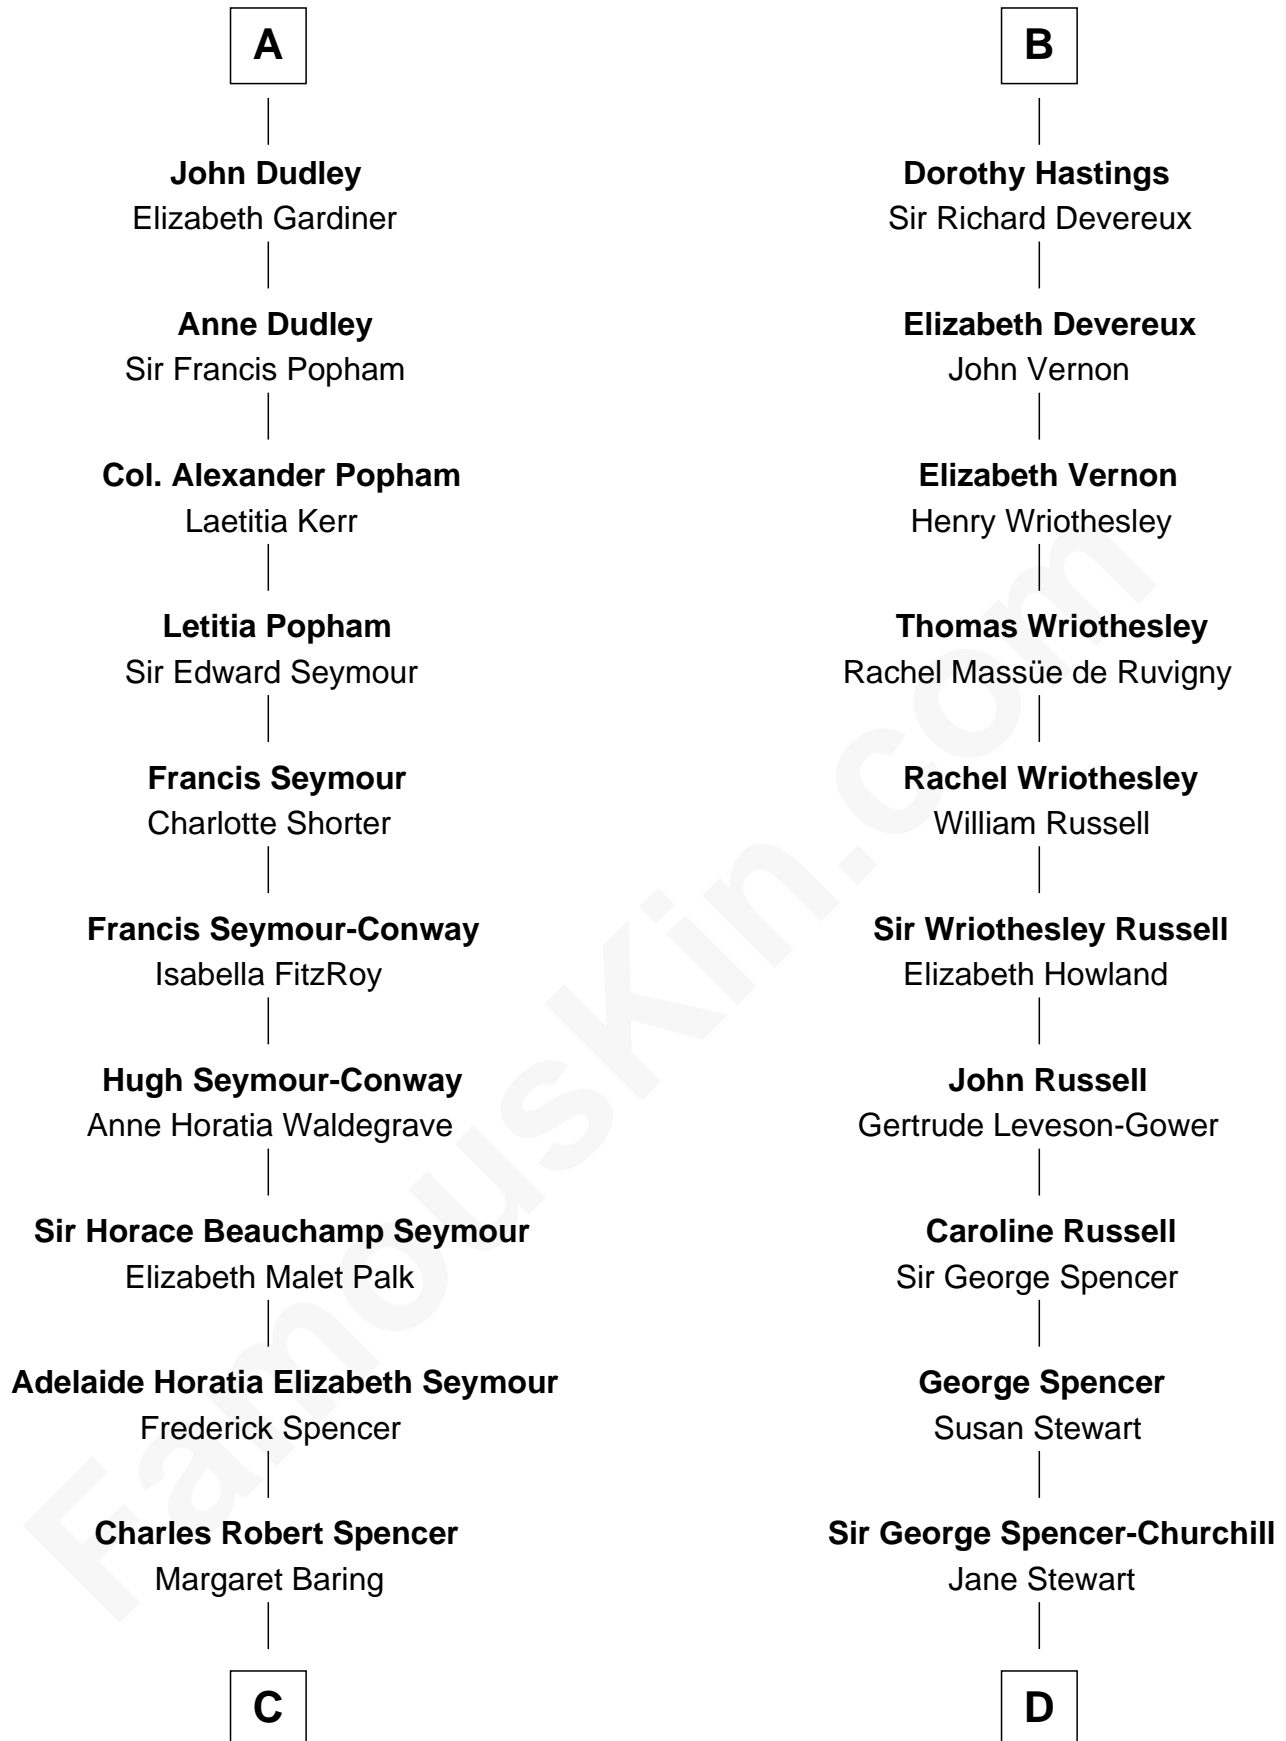 A
John Dudley
Elizabeth Gardiner
Anne Dudley
Sir Francis Popham
Col. Alexander Popham
Laetitia Kerr
Letitia Popham
Sir Edward Seymour
Francis Seymour
Charlotte Shorter
Francis Seymour-Conway
Isabella FitzRoy
Hugh Seymour-Conway
Anne Horatia Waldegrave
Sir Horace Beauchamp Seymour
Elizabeth Malet Palk
Adelaide Horatia Elizabeth Seymour
Frederick Spencer
Charles Robert Spencer
Margaret Baring
C
B
Dorothy Hastings
Sir Richard Devereux
Elizabeth Devereux
John Vernon
Elizabeth Vernon
Henry Wriothesley
Thomas Wriothesley
Rachel Massüe de Ruvigny
Rachel Wriothesley
William Russell
Sir Wriothesley Russell
Elizabeth Howland
John Russell
Gertrude Leveson-Gower
Caroline Russell
Sir George Spencer
George Spencer
Susan Stewart
Sir George Spencer-Churchill
Jane Stewart
D
FamousKin.com